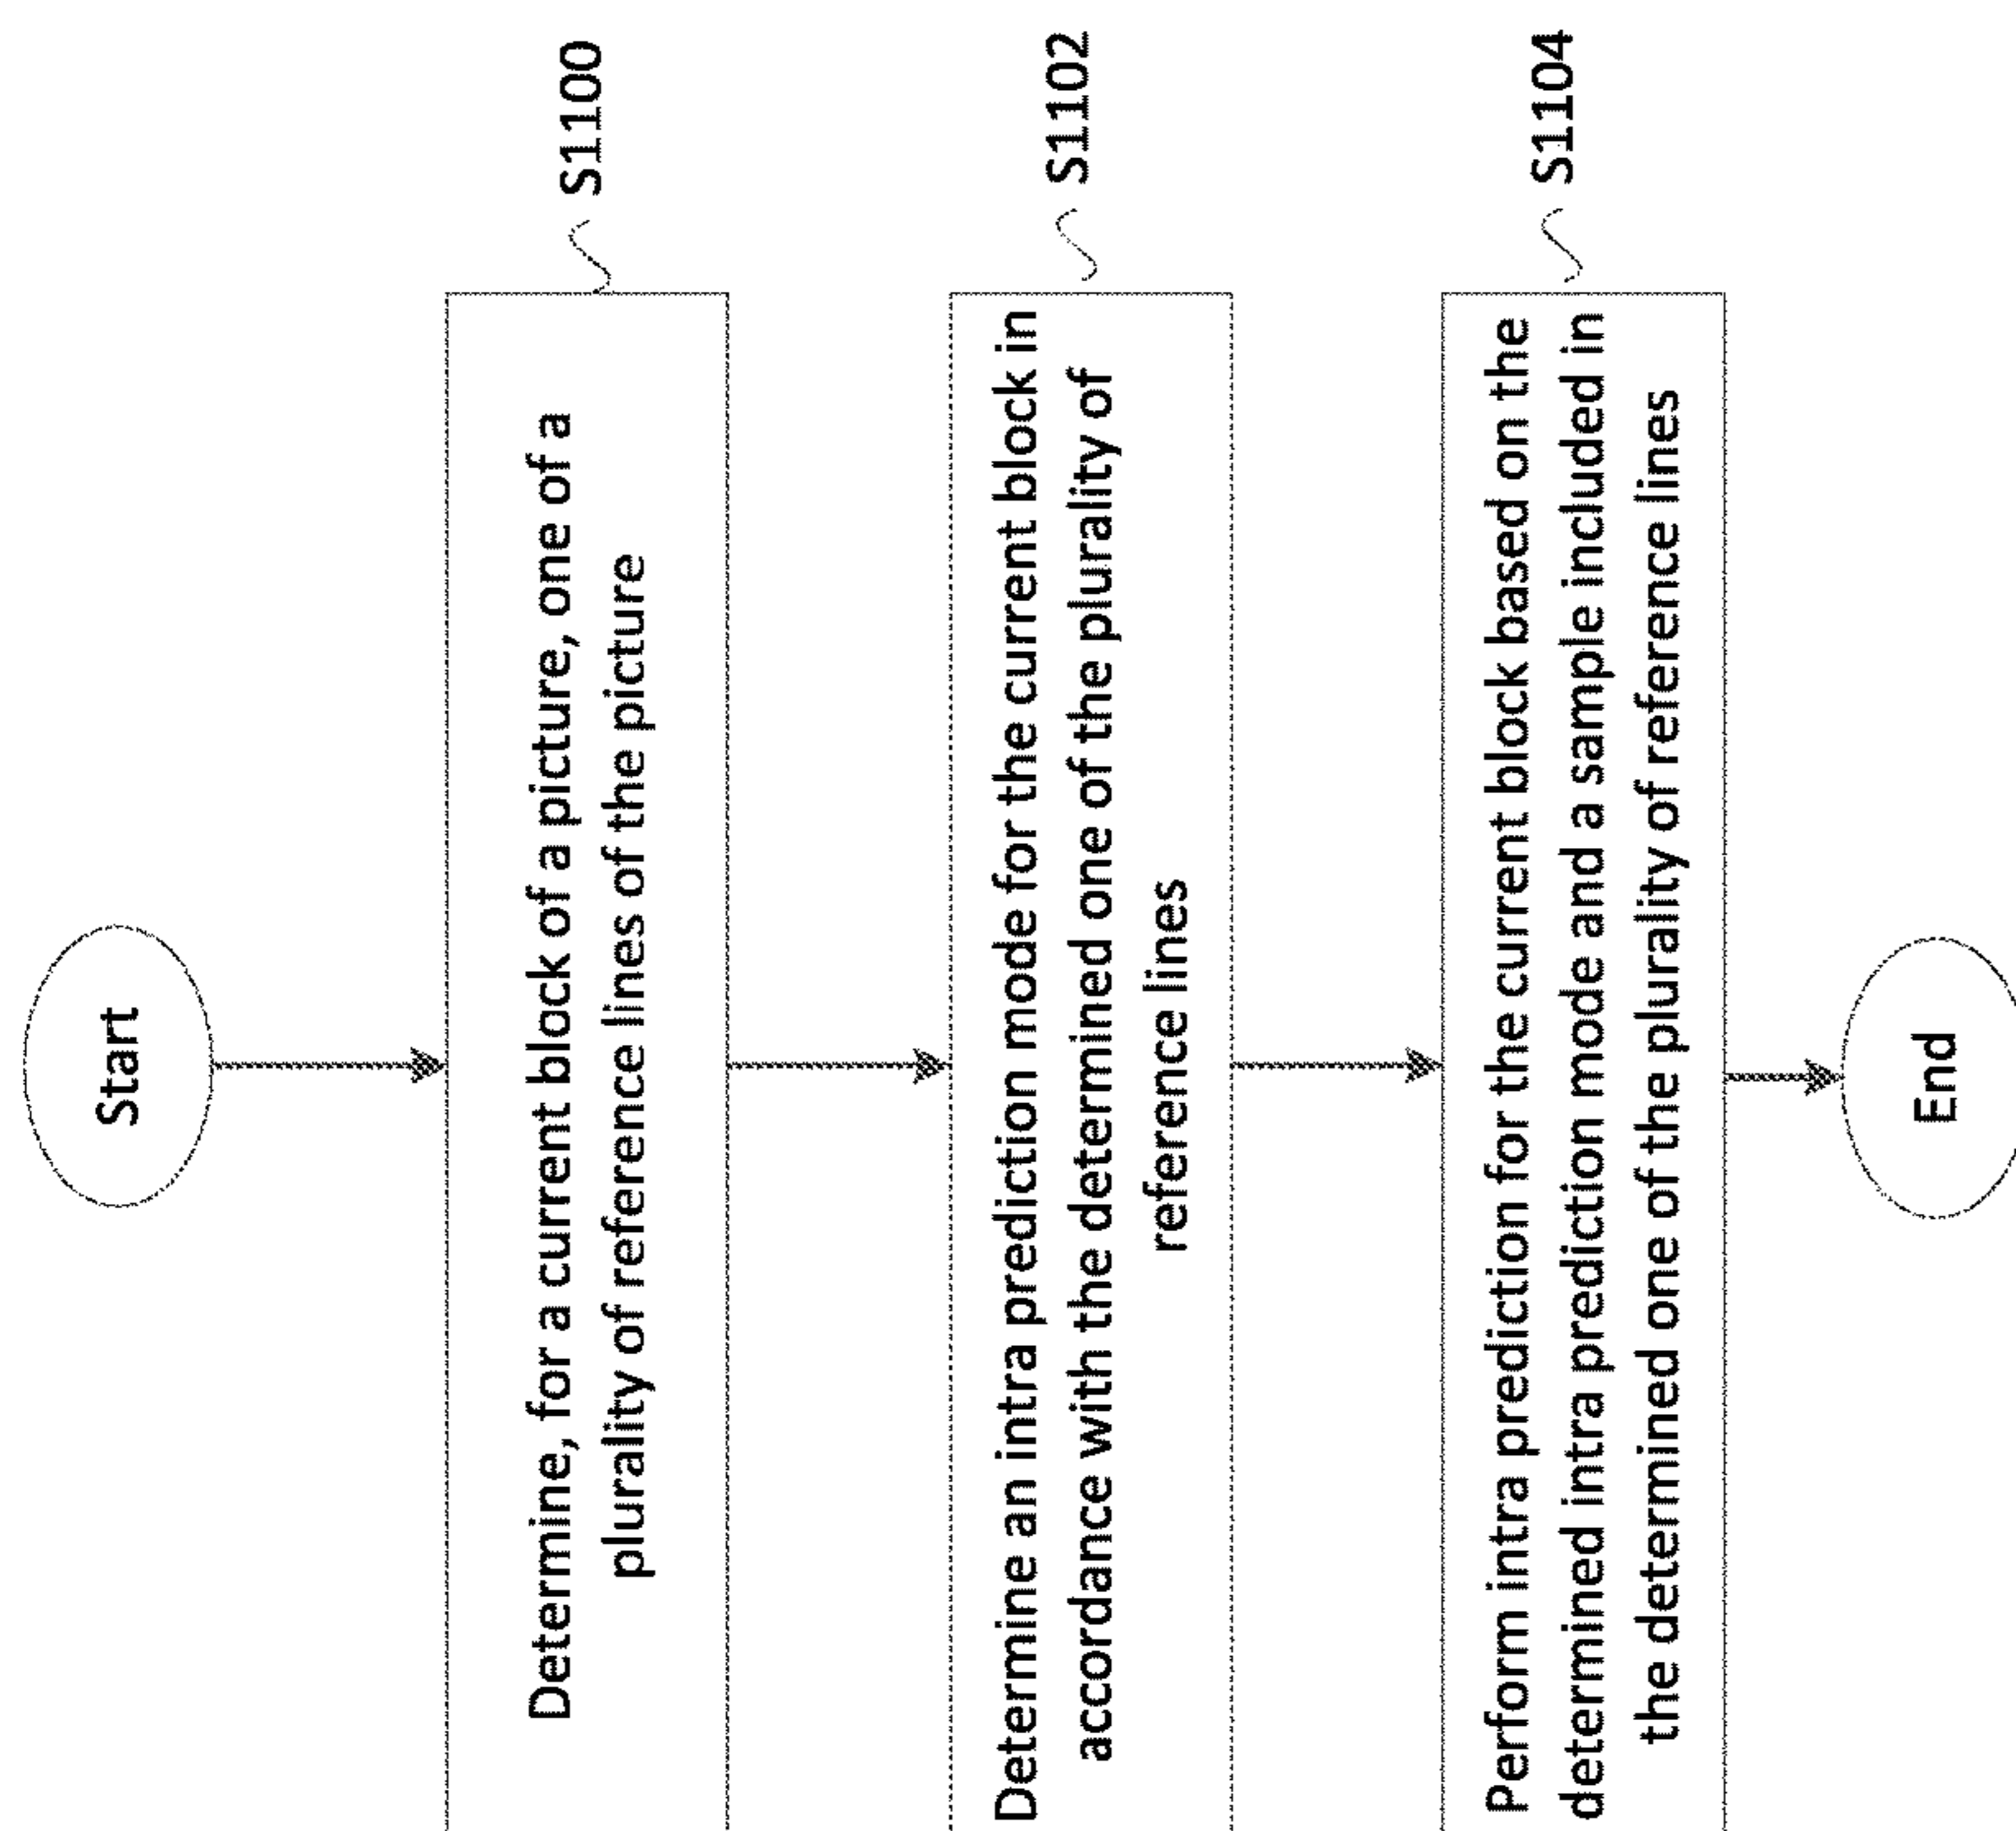 Start
Determine, for a current block of a picture, one of a
plurality of reference lines of the picture
S1100
Determine an intra prediction mode for the current block in
accordance with the determined one of the plurality of
reference lines
S1102
Perform intra prediction for the current block based on the
determined intra prediction mode and a sample included in
the determined one of the plurality of reference lines
S1104
End